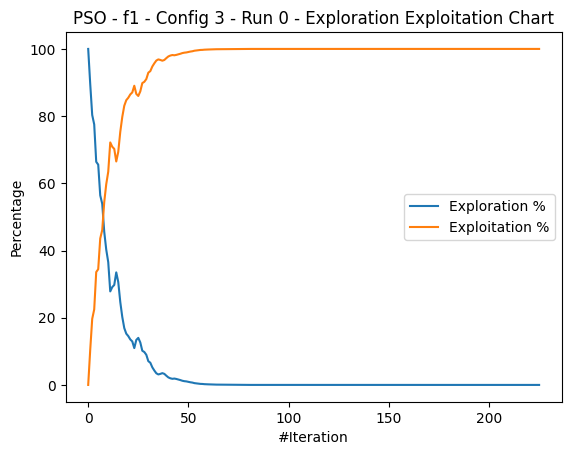 PSO - f1 - Config 3 - Run 0 - Exploration Exploitation Chart
100
80
60
40
20
0
Percentage
Exploration %
Exploitation %
0
50
100
150
200
#Iteration